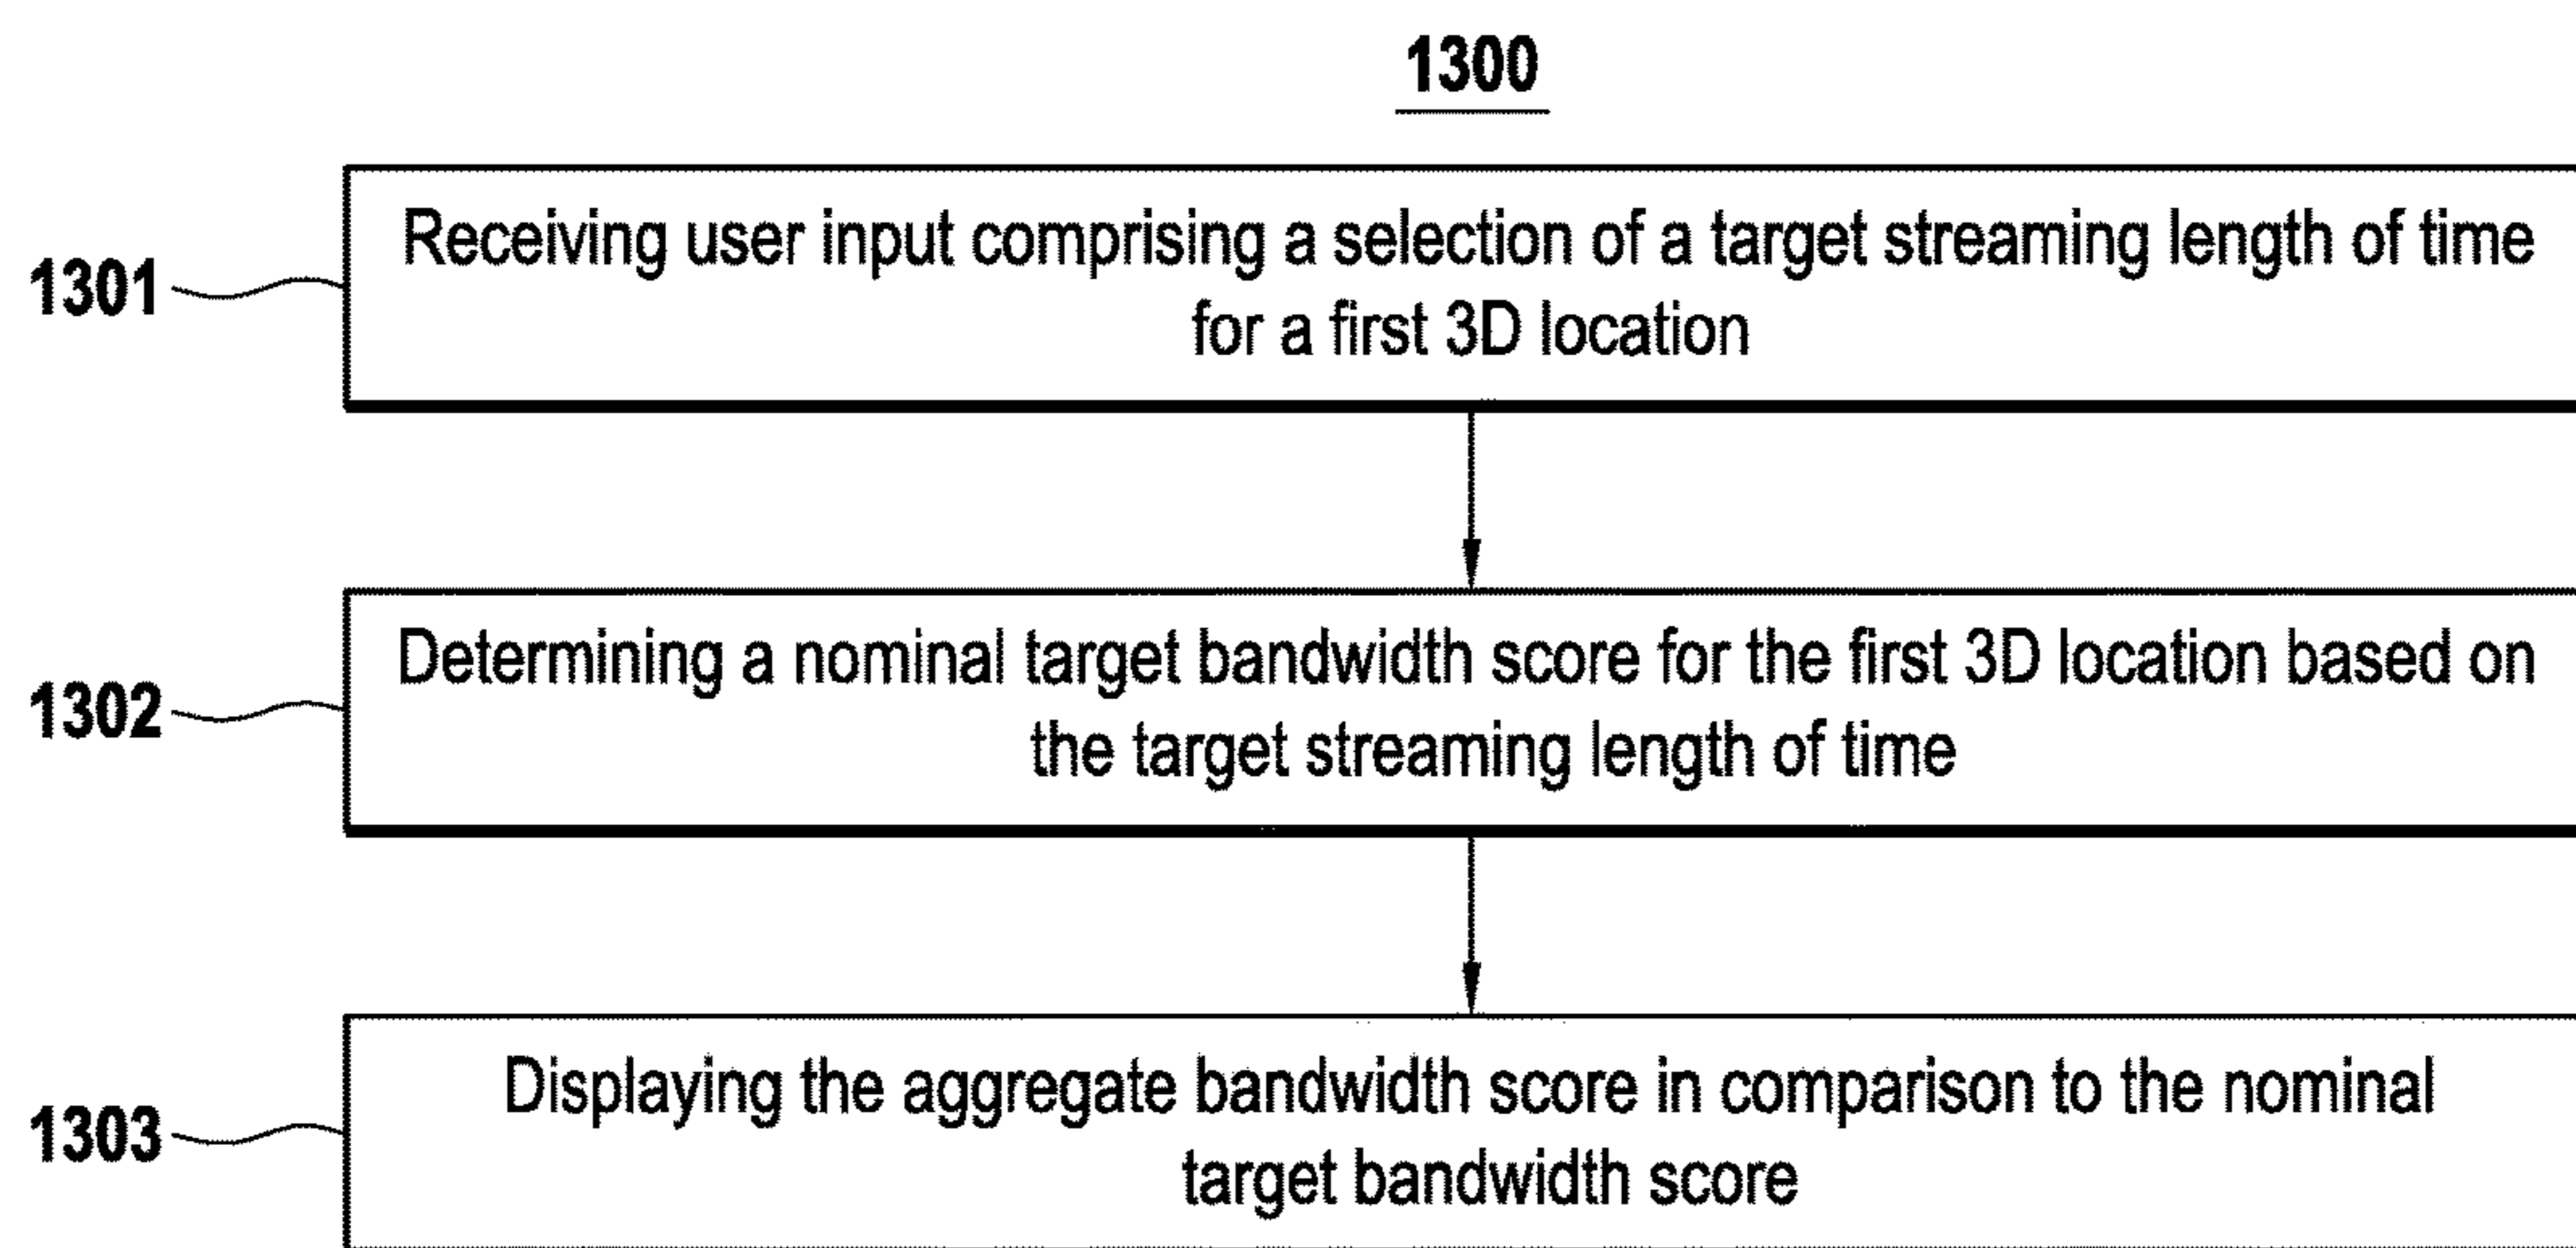 1300
1301
Receiving user input comprising a selection of a target streaming length of time
for a first 3D location
1302
Determining a nominal target bandwidth score for the first 3D location based on
the target streaming length of time
1303
Displaying the aggregate bandwidth score in comparison to the nominal
target bandwidth score